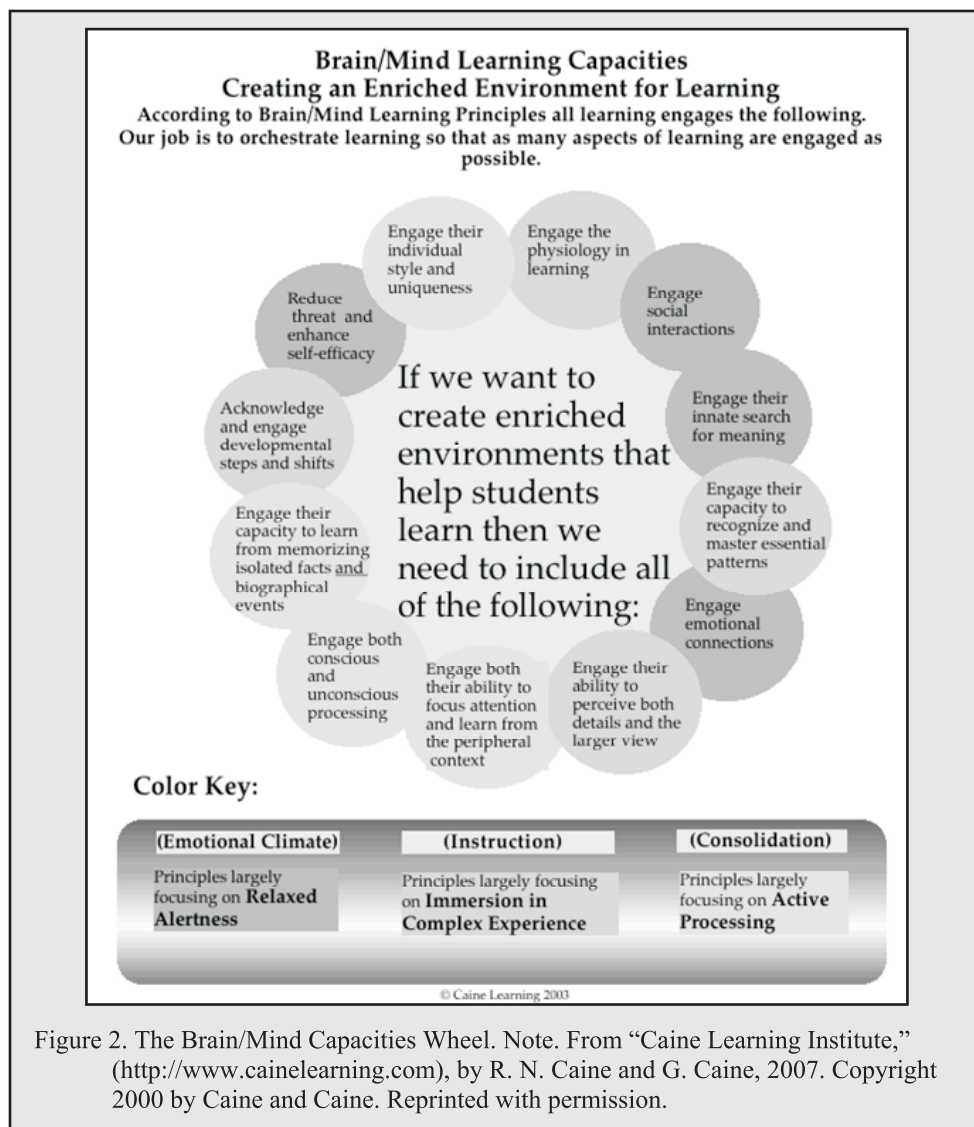 Brain/Mind Learning Capacities
Creating an Enriched Environment for Learning
According to Brain/Mind Learning Principles all learning engages the following.
Our job is to orchestrate learning so that as many aspects of learning are engaged as
possible.
Engage their
individual
style and
uniqueness
Engage the
physiology in
learning
Engage
social
interactions
Engage their
innate search
for meaning
Engage their
capacity to
recognize and
master essential
patterns
Engage
emotional
connections
Engage their
ability to
perceive both
details and the
larger view
Engage both
their ability to
focus attention
and learn from
the peripheral
context
Engage both
conscious
and
unconscious
processing
Engage their
capacity to learn
from memorizing
isolated facts and
biographical
events
Acknowledge
and engage
developmental
steps and shifts
Reduce
threat and
enhance
self-efficacy
If we want to
create enriched
environments that
help students
learn then we
need to include all
of the following:
Color Key:
(Emotional Climate)
Principles largely
focusing on Relaxed
Alertness
(Instruction)
Principles largely focusing
on Immersion in
Complex Experience
(Consolidation)
Principles largely
focusing on Active
Processing
© Caine Learning 2003
Figure 2. The Brain/Mind Capacities Wheel. Note. From “Caine Learning Institute,”
(http://www.cainelearning.com), by R. N. Caine and G. Caine, 2007. Copyright
2000 by Caine and Caine. Reprinted with permission.